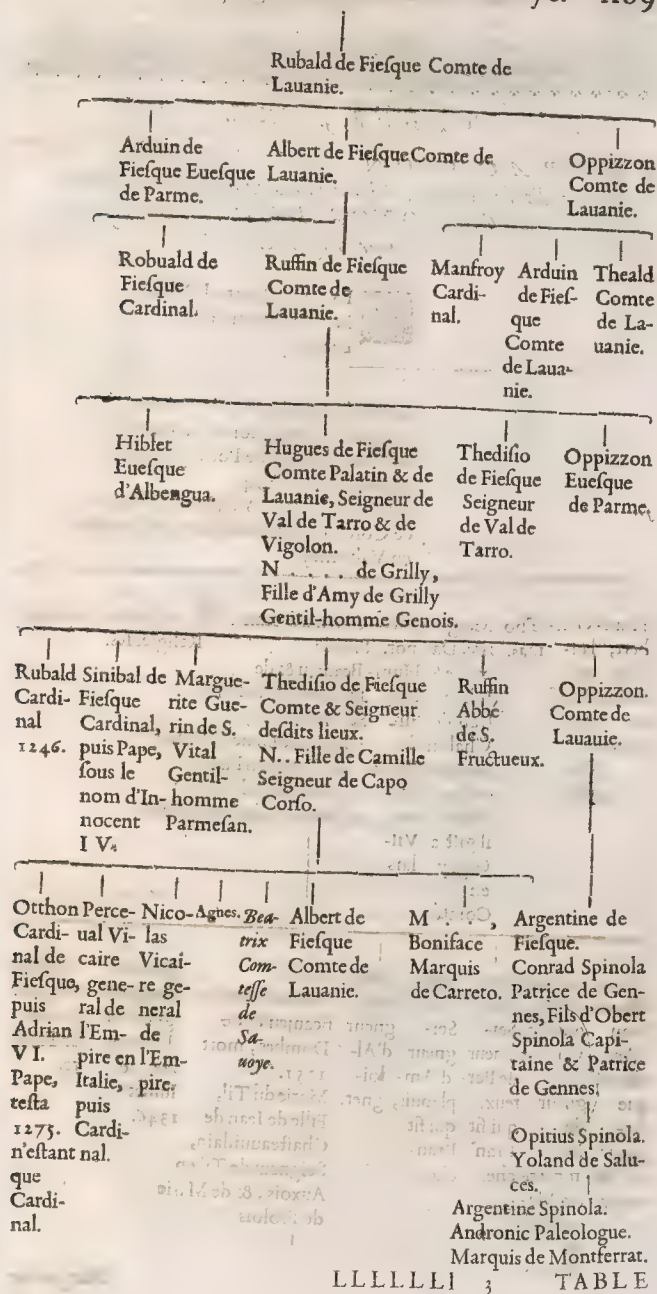 1109
Rubald de Fieſque Comte de
Lauanie.
Arduin de
Fieſque Eueſque
de Parme.
Albert de Fieſque Comte de
Lauanie.
Oppizzon
Comte de
Lauanie.
Robuald de
Fieſque
Cardinal.
Ruffin de Fieſque
Comte de
Lauanie.
Manfroy
Cardi-
nal.
Arduin
de Fieſ-
que
Comte
de Laua-
nie.
Theald
Comte
de La-
uanie.
Hiblet
Eueſque
d'Albengua.
Hugues de Fieſque
Comte Palatin & de
Lauanie, Seigneur de
Val de Tarro & de
Vigolon.
N . . . . . de Grilly,
Fille d'Amy de Grilly
Gentil-homme Genois.
Thediſio
de Fieſque
Seigneur
de Val de
Tarro.
Oppizzon
Eueſque
de Parme.
Rubald
Cardi-
nal
1246.
Sinibal de
Fieſque
Cardinal,
puis Pape,
ſous le
nom d'In-
nocent
IV.
Margue-
rite Gue-
rin de S.
Vital
Gentil-
homme
Parmeſan.
Thediſio de Fieſque
Comte & Seigneur
deſdits lieux.
N . . Fille de Camille
Seigneur de Capo
Corſo.
Ruffin
Abbé
de S.
Fructueux.
Oppizon.
Comte de
Lauauie.
Otthon
Cardi-
nal de
Fieſque,
puis
Adrian
VI.
Pape,
teſta
1275.
n'eſtant
que
Cardi-
nal.
Perce-
ual Vi-
caire
gene-
ral de
l'Em-
pire en
Italie,
puis
Cardi-
nal.
Nico-
las
Vicai-
re ge-
neral
de
l'Em-
pire.
Agnes.
Bea-
trix
Com-
teſſe
de
Sa-
uoye.
Albert de
Fieſque
Comte de
Lauanie.
M . . . ,
Boniface
Marquis
de Carreto.
Argentine de
Fieſque.
Conrad Spinola
Patrice de Gen-
nes, Fils d'Obert
Spinola Capi-
taine & Patrice
de Gennes;
Opitius Spinola.
Yoland de Salu-
ces.
Argentine Spinola.
Andronic Paleologue.
Marquis de Montferrat.
LLLLLLl 3 TABLE